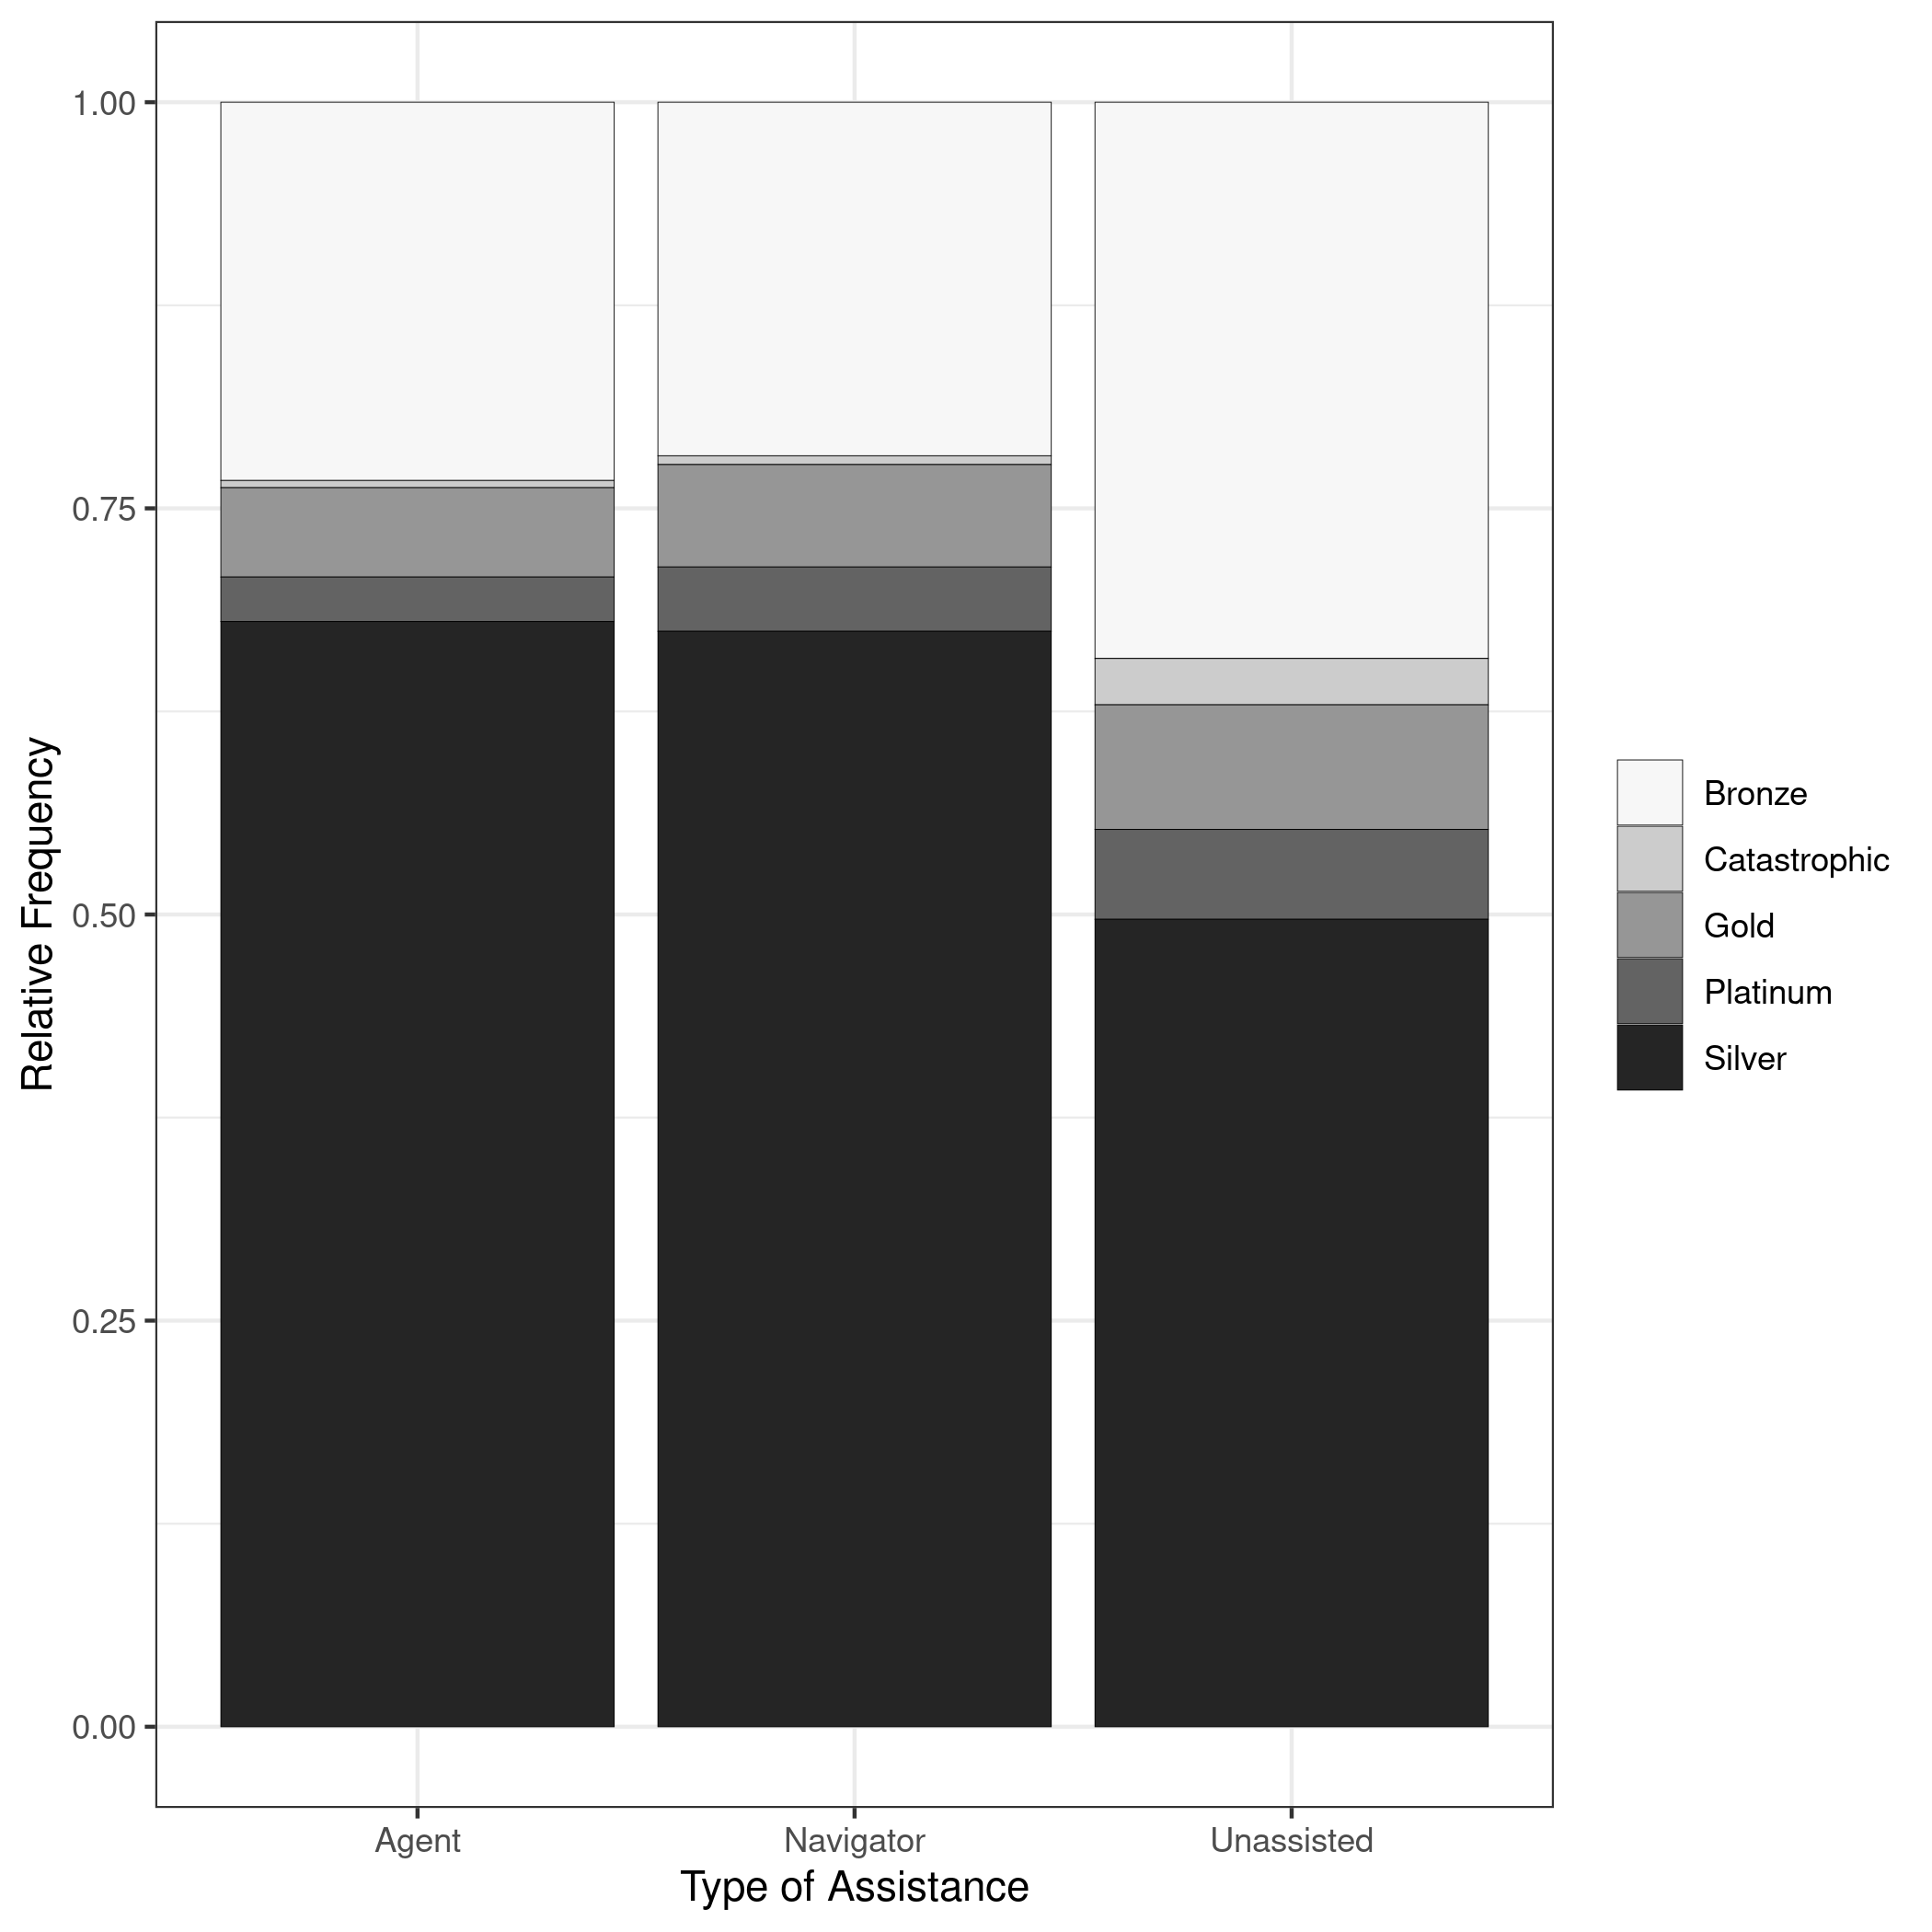 1.00
0.75
0.50
0.25
0.00
Relative Frequency
Agent
Navigator
Unassisted
Type of Assistance
Bronze
Catastrophic
Gold
Platinum
Silver